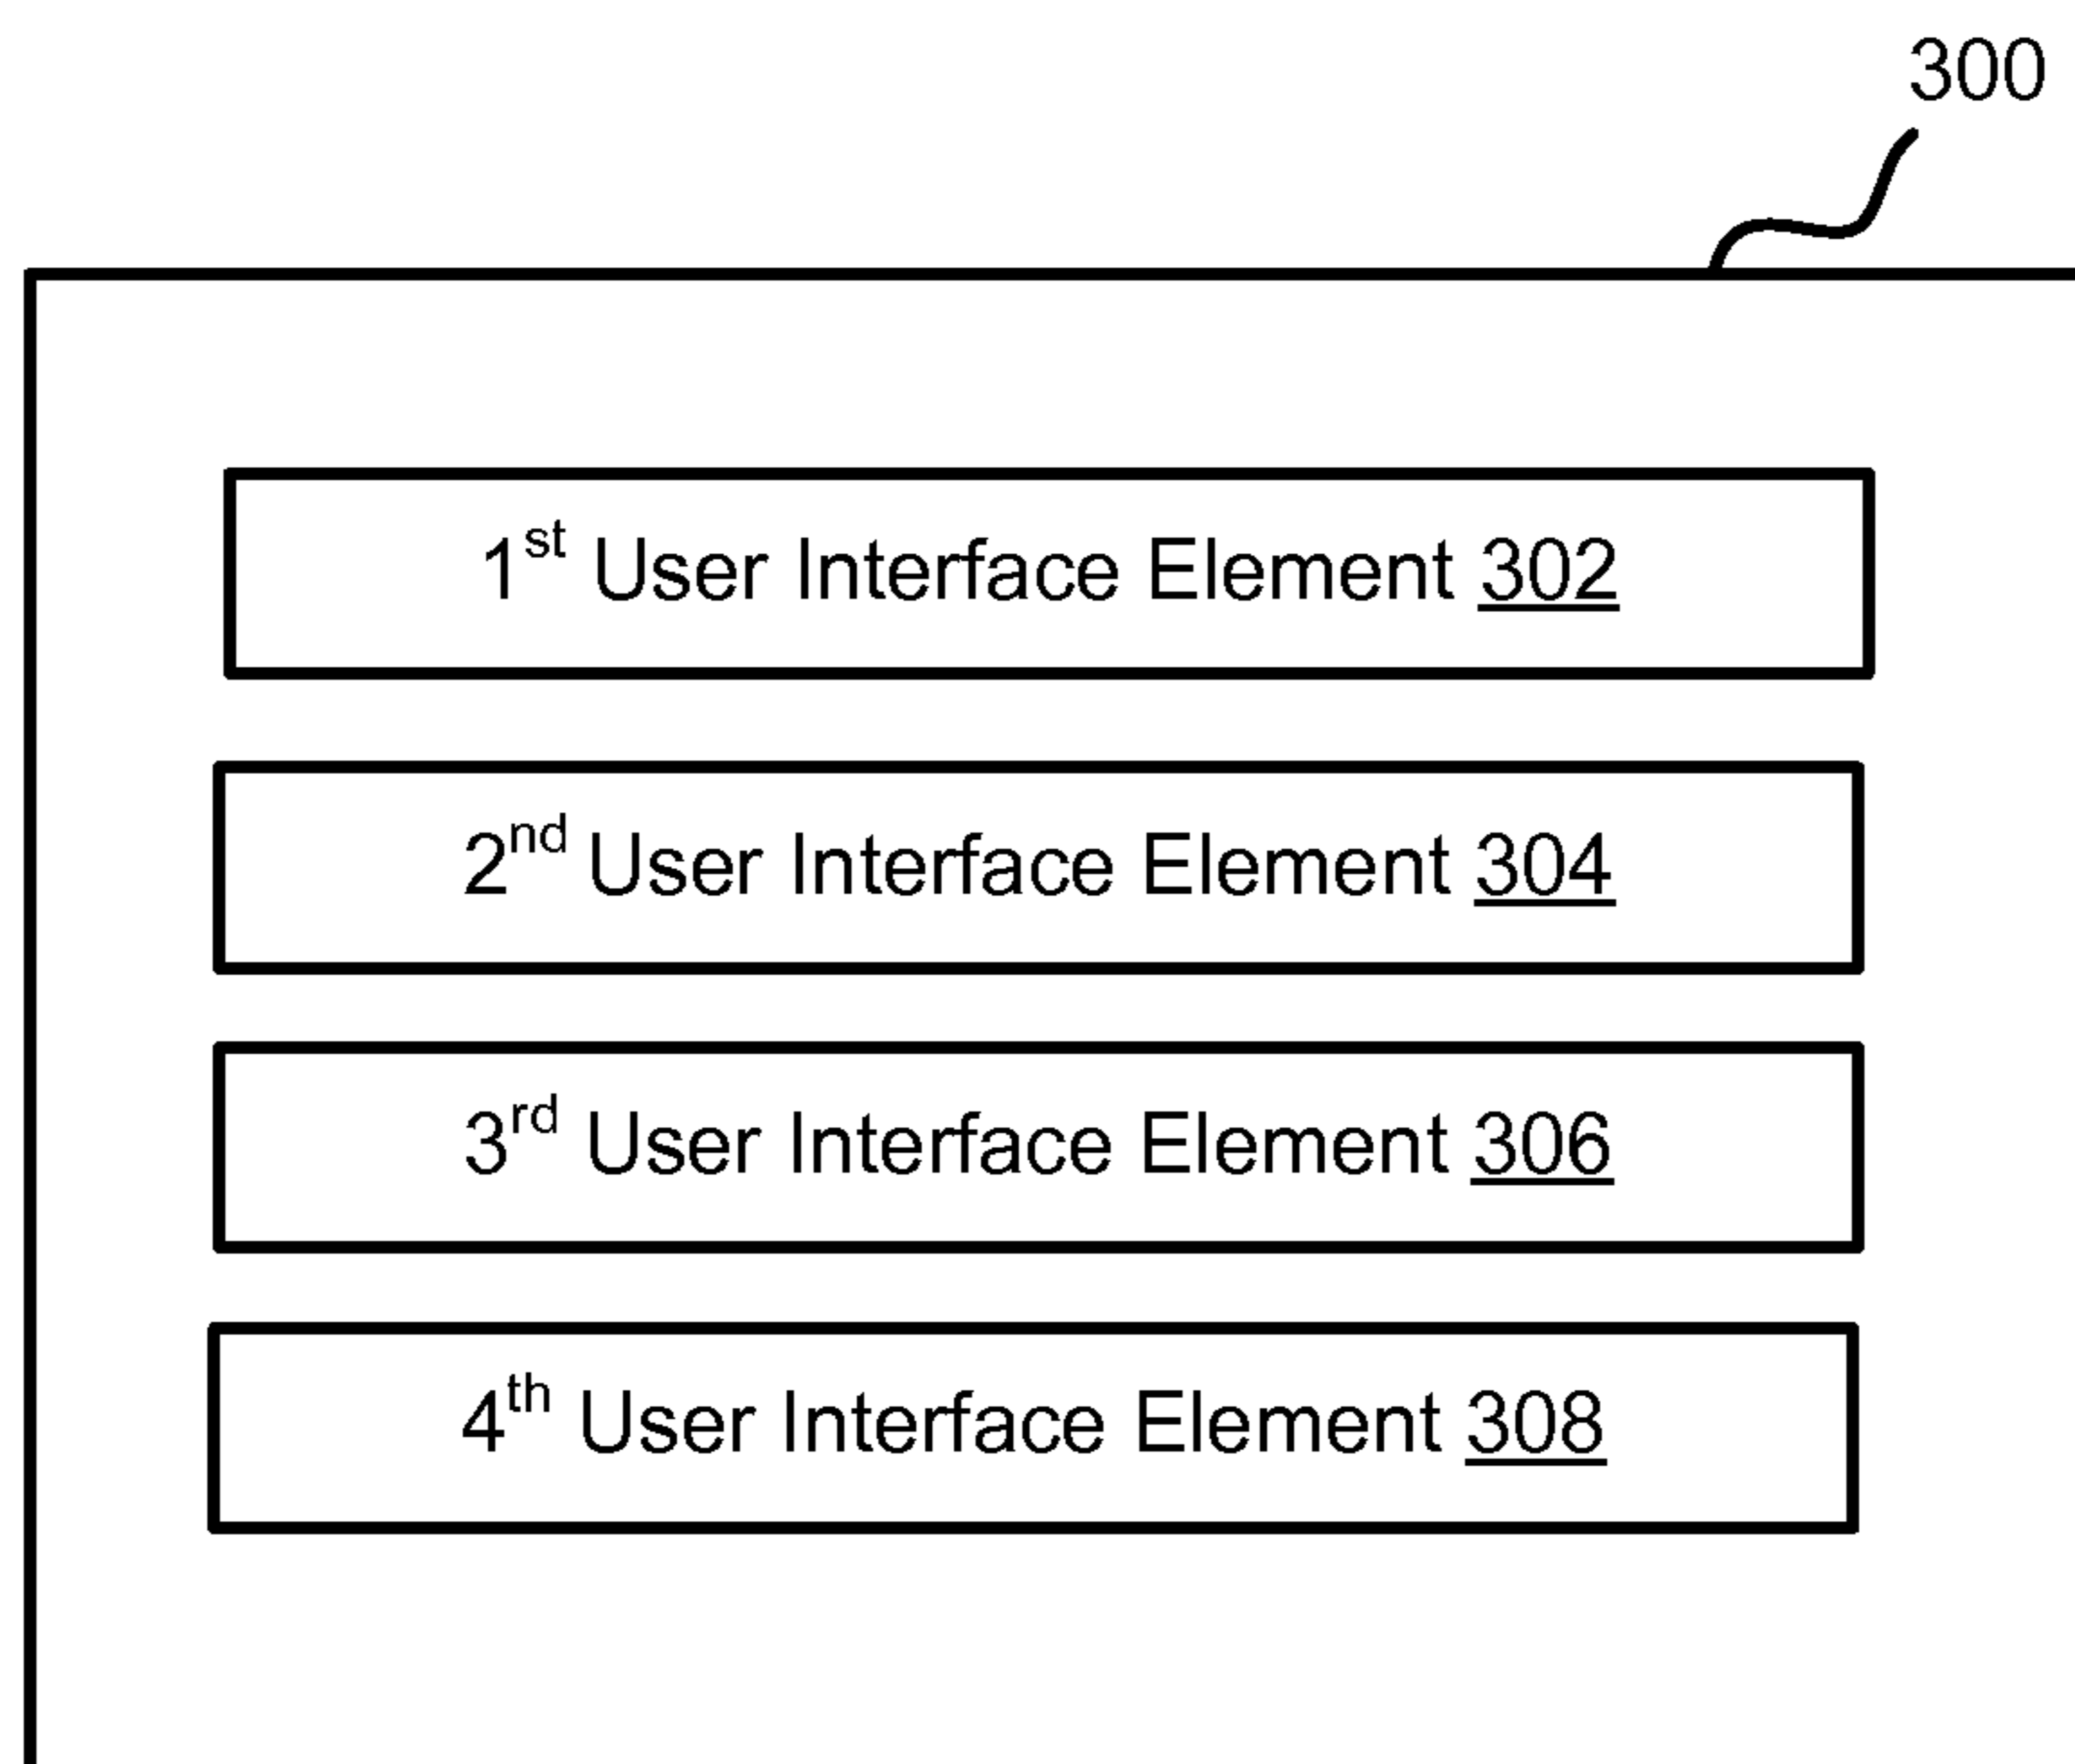 300
1st User Interface Element 302
2nd User Interface Element 304
3rd User Interface Element 306
4th User Interface Element 308